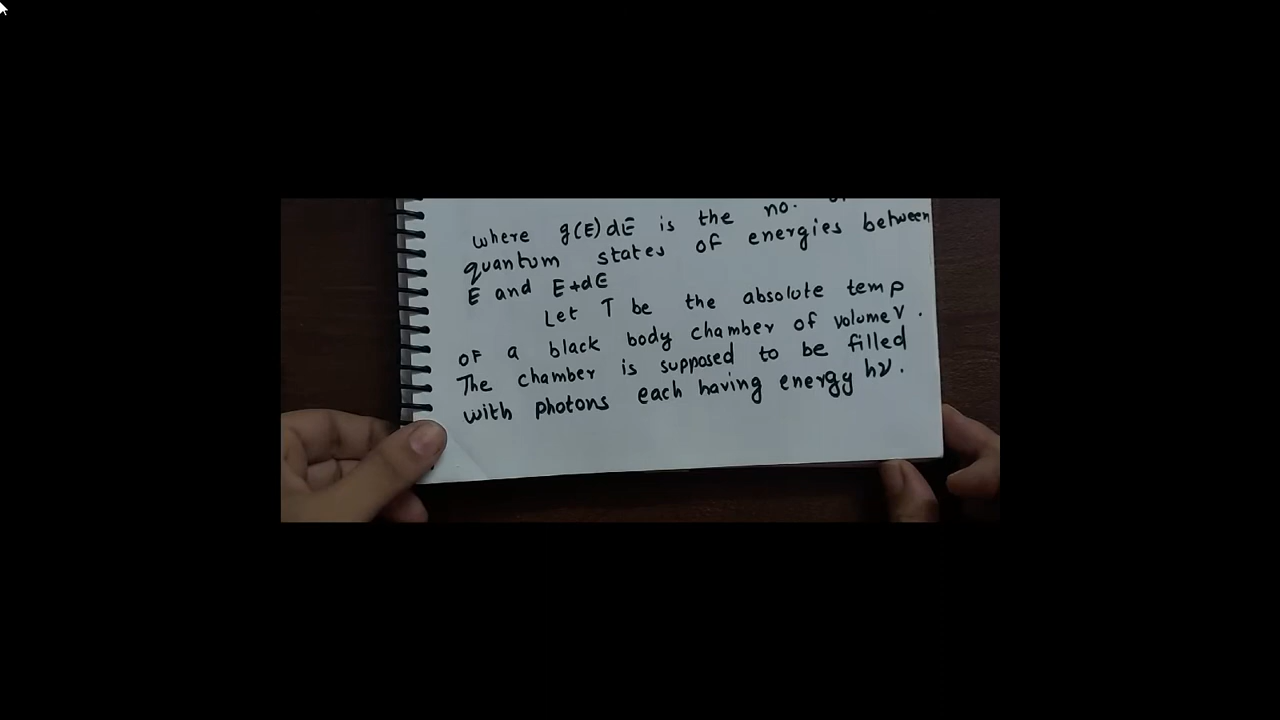 where g(E)dE is the no.
quantum states of energies between
E and E+dE
Let T be the absolute temp
of a black body chamber of volume V.
The chamber is supposed to be filled
with photons each having energy hν.